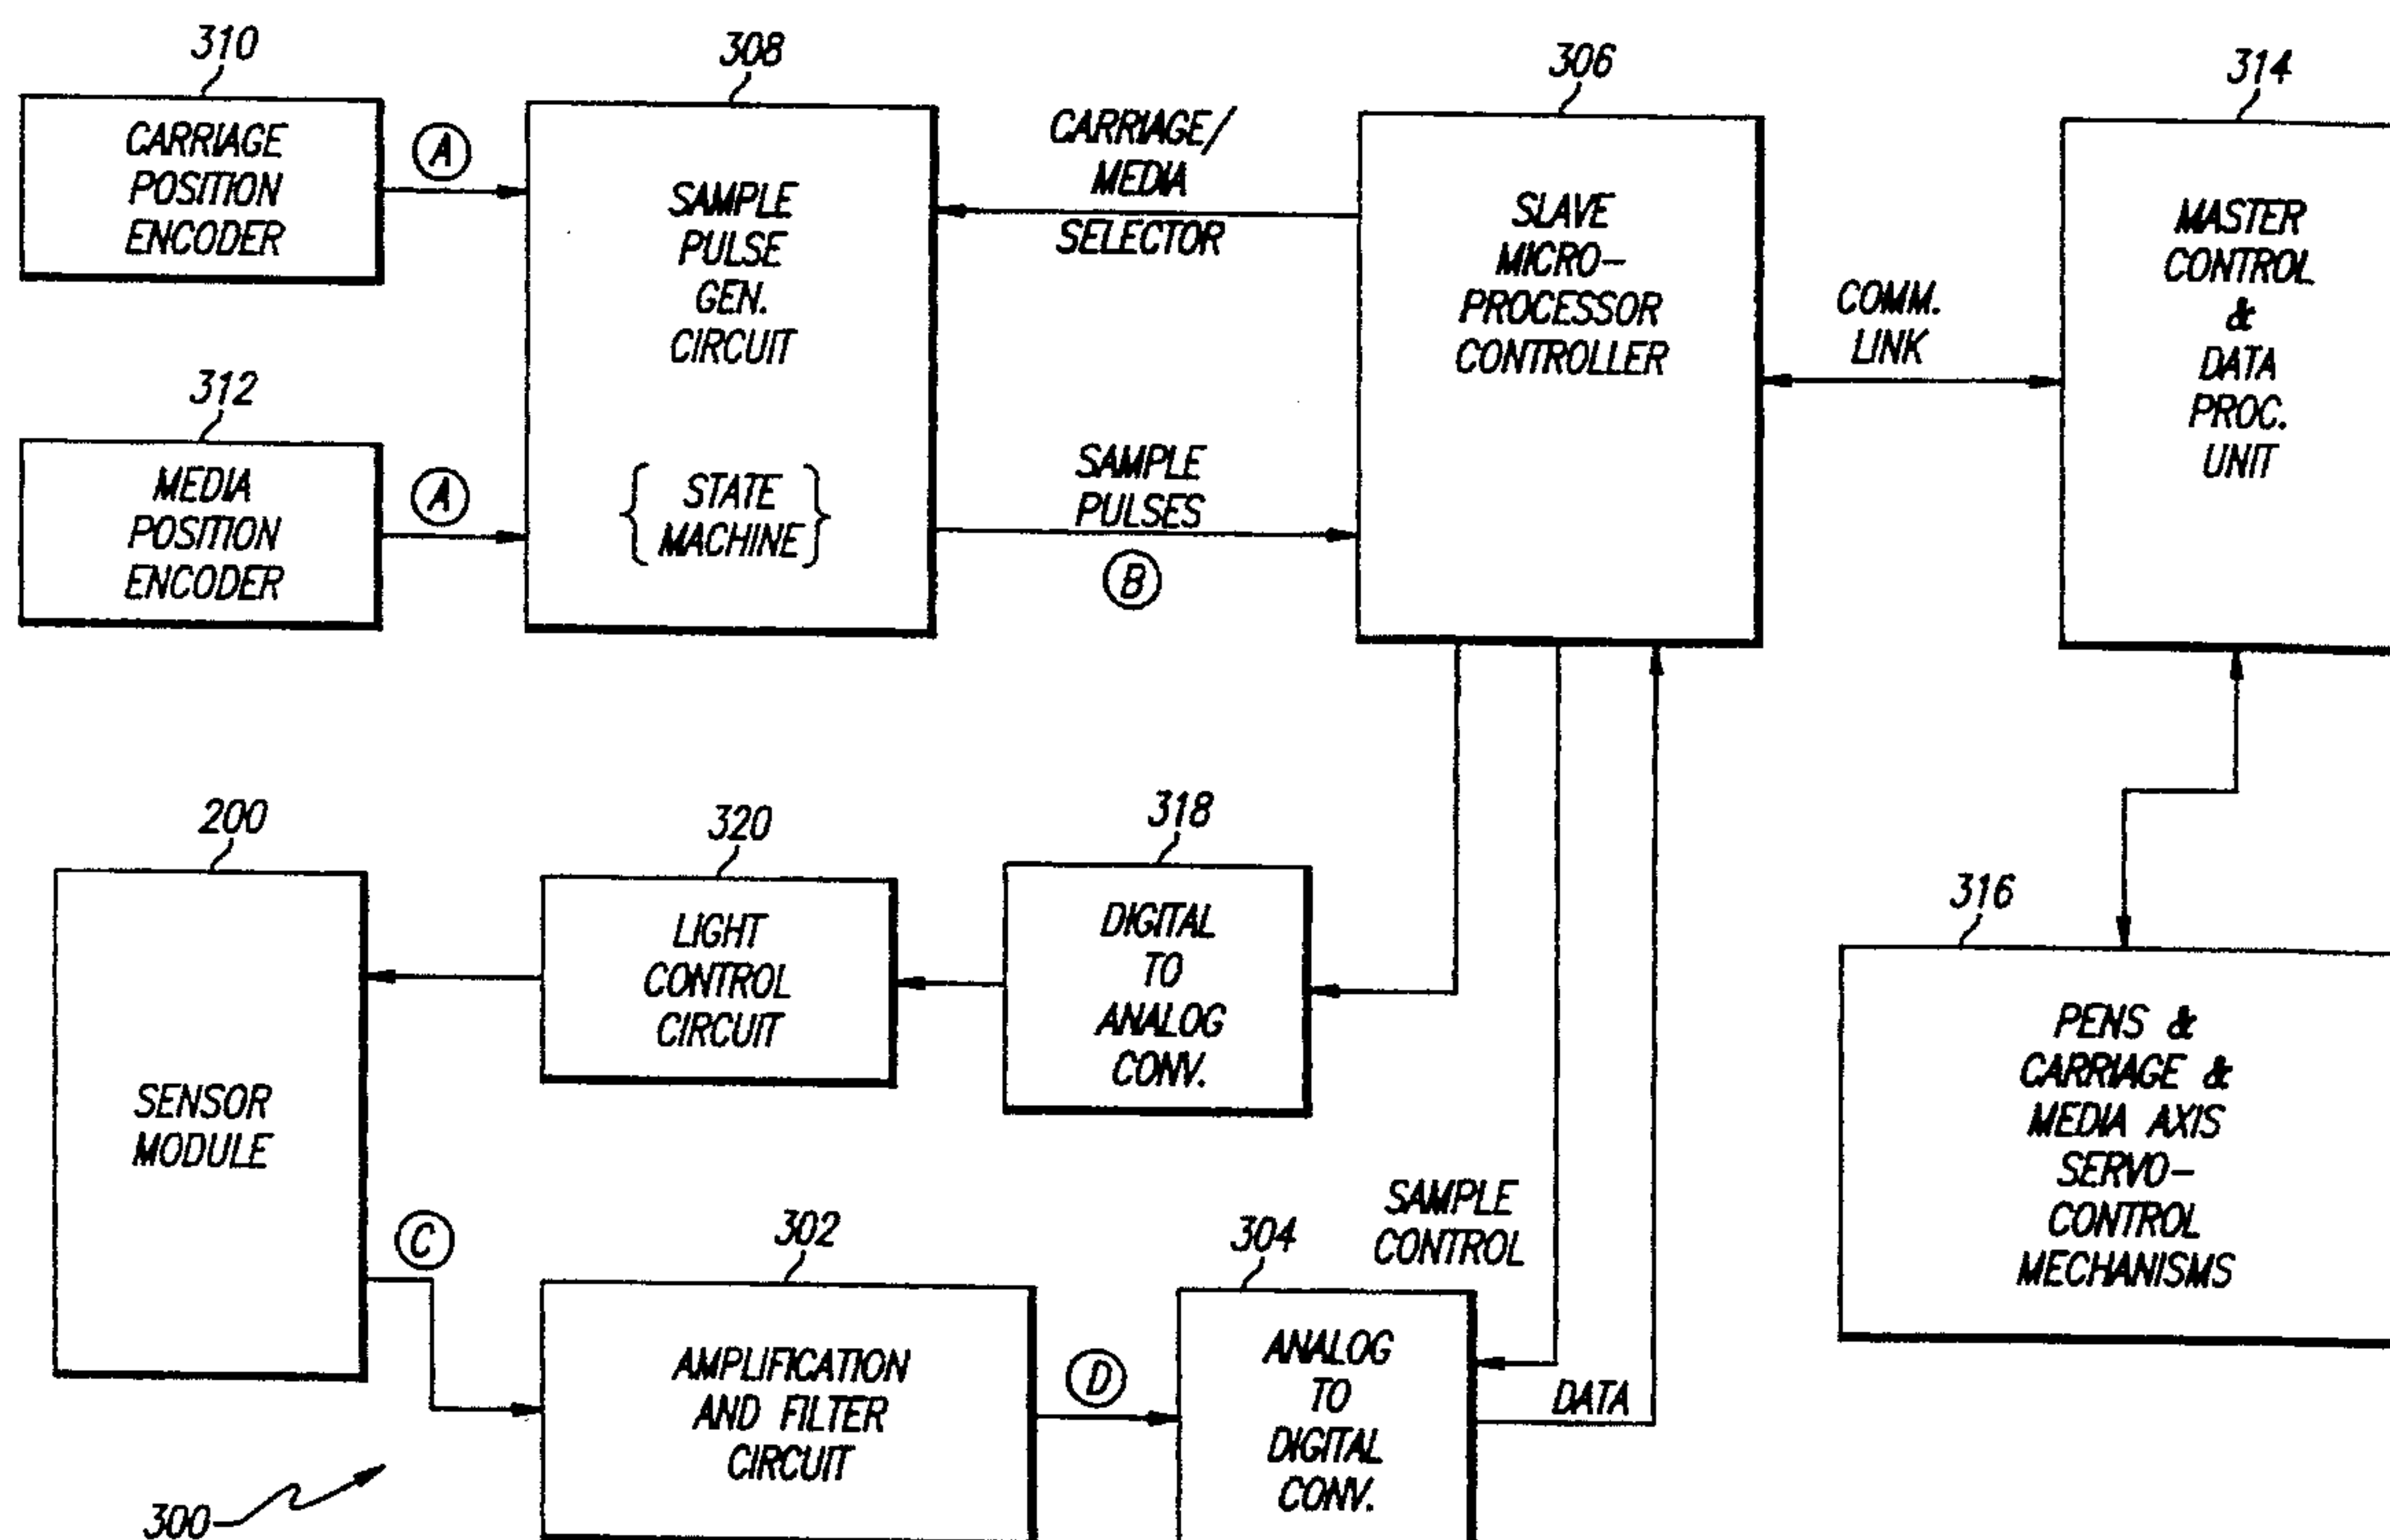 310
CARRIAGE
POSITION
ENCODER
A
308
SAMPLE
PULSE
GEN.
CIRCUIT
{ STATE
MACHINE }
CARRIAGE/
MEDIA
SELECTOR
306
SLAVE
MICRO-
PROCESSOR
CONTROLLER
COMM.
LINK
314
MASTER
CONTROL
&
DATA
PROC.
UNIT
312
MEDIA
POSITION
ENCODER
A
SAMPLE
PULSES
B
200
SENSOR
MODULE
320
LIGHT
CONTROL
CIRCUIT
318
DIGITAL
TO
ANALOG
CONV.
316
PENS &
CARRIAGE &
MEDIA AXIS
SERVO-
CONTROL
MECHANISMS
C
302
AMPLIFICATION
AND FILTER
CIRCUIT
D
304
ANALOG
TO
DIGITAL
CONV.
SAMPLE
CONTROL
DATA
300